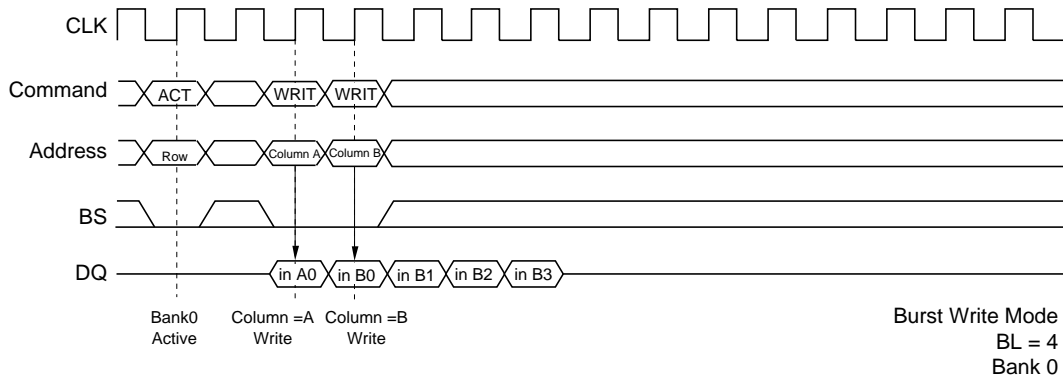 CLK
Command ACT WRIT WRIT
Address Row Column A Column B
BS
DQ in A0 in B0 in B1 in B2 in B3
Bank0 Column =A Column =B
Active Write Write
Burst Write Mode
BL = 4
Bank 0